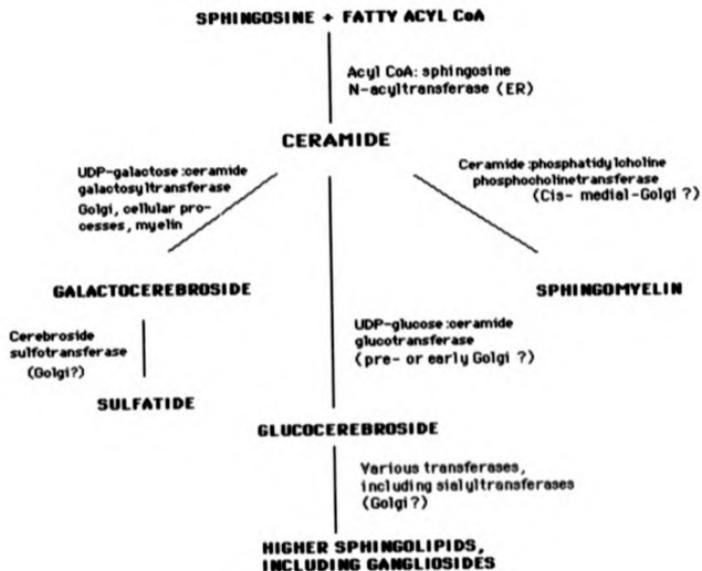 SPHINGOSINE + FATTY ACYL CoA
Acyl CoA: sphingosine
N-acyltransferase (ER)
CERAMIDE
UDP-galactose:ceramide
galactosyltransferase
Golgi, cellular pro-
cesses, myelin
Ceramide:phosphatidylcholine
phosphocholinetransferase
(Cis- medial-Golgi ?)
GALACTOCEREBROSIDE
SPHINGOMYELIN
Cerebroside
sulfotransferase
(Golgi?)
UDP-glucose:ceramide
glucotransferase
(pre- or early Golgi ?)
SULFATIDE
GLUCOCEREBROSIDE
Various transferases,
including sialyltransferases
(Golgi?)
HIGHER SPHINGOLIPIDS,
INCLUDING GANGLIOSIDES